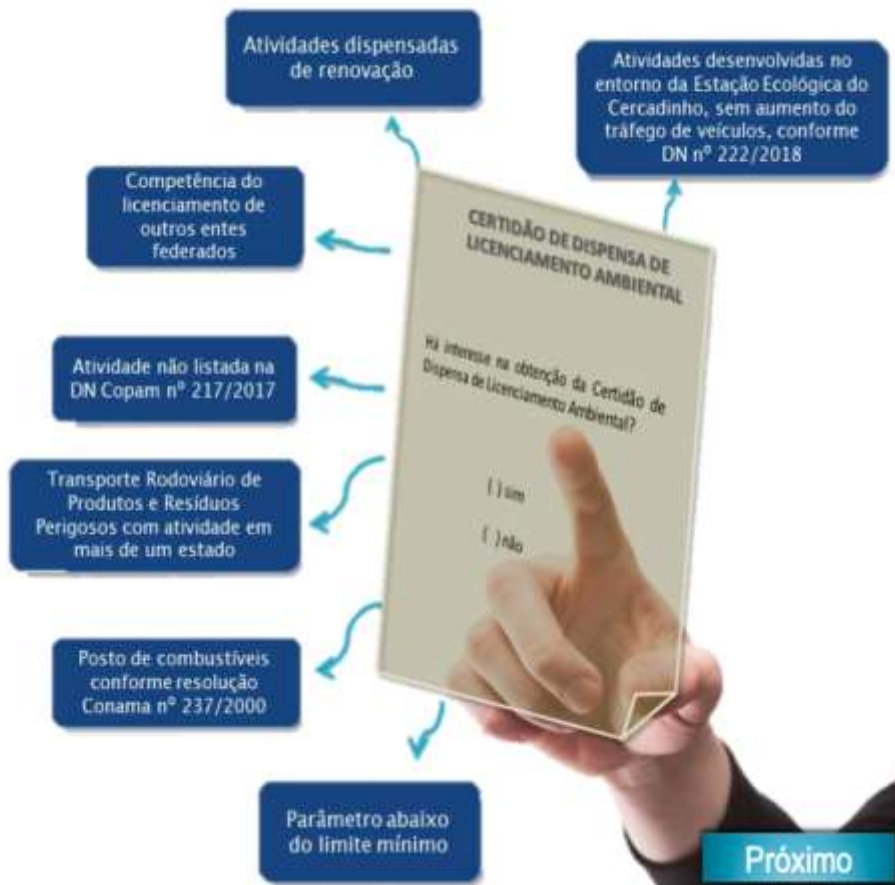 Atividades dispensadas
de renovação
Atividades desenvolvidas no
entorno da Estação Ecológica do
Cercadinho, sem aumento do
tráfego de veículos, conforme
DN nº 222/2018
Competência do
licenciamento de
outros entes
federados
CERTIDÃO DE DISPENSA DE
LICENCIAMENTO AMBIENTAL
Há interesse na obtenção da Certidão de
Dispensa de Licenciamento Ambiental?
( ) sim
( ) não
Atividade não listada na
DN Copam nº 217/2017
Transporte Rodoviário de
Produtos e Resíduos
Perigosos com atividade em
mais de um estado
Posto de combustíveis
conforme resolução
Conama nº 237/2000
Parâmetro abaixo
do limite mínimo
Próximo